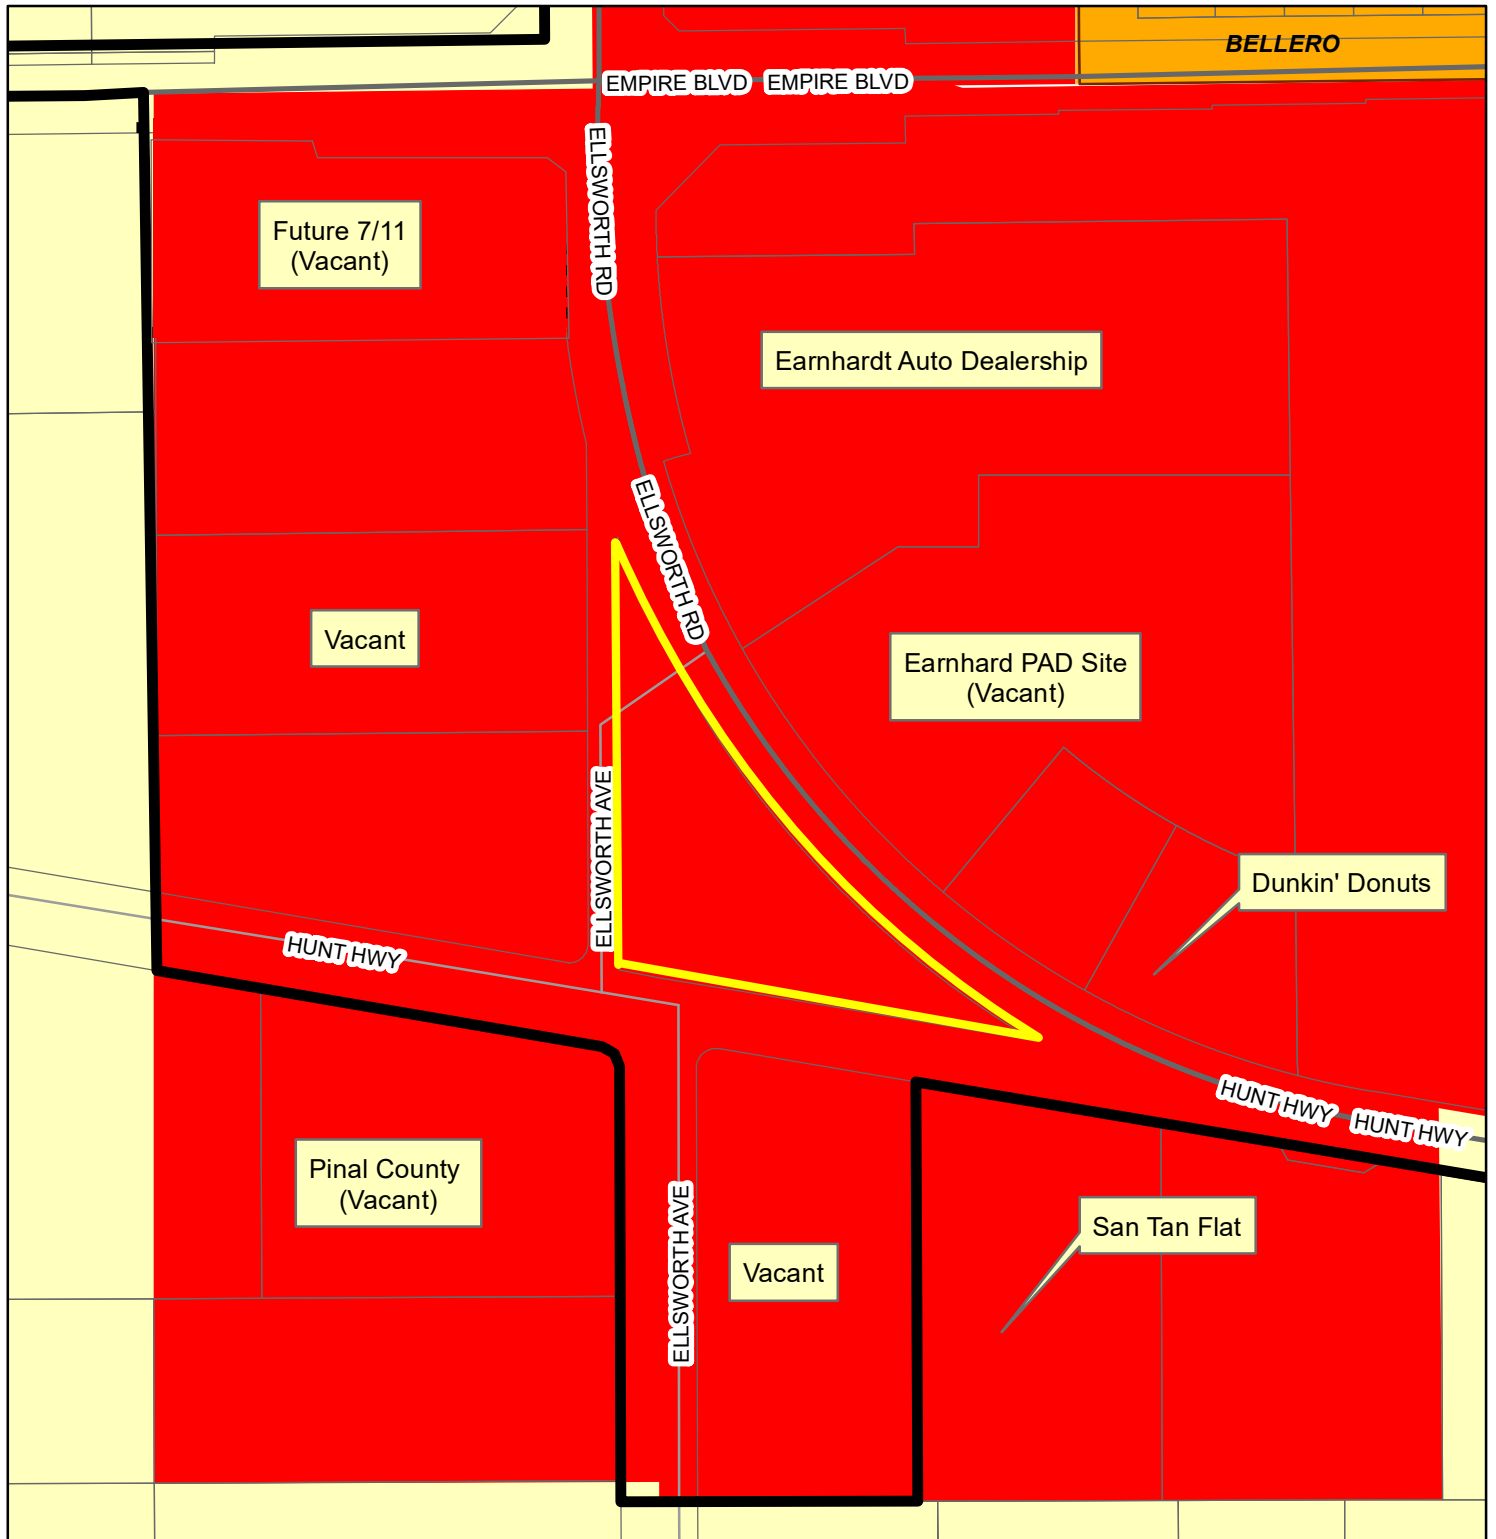 BELLERO
EMPIRE BLVD
EMPIRE BLVD
ELLSWORTH RD
Future 7/11
(Vacant)
Earnhardt Auto Dealership
ELLSWORTH RD
Vacant
Earnhard PAD Site
(Vacant)
ELLSWORTH AVE
Dunkin' Donuts
HUNT HWY
HUNT HWY
HUNT HWY
Pinal County
(Vacant)
ELLSWORTH AVE
San Tan Flat
Vacant